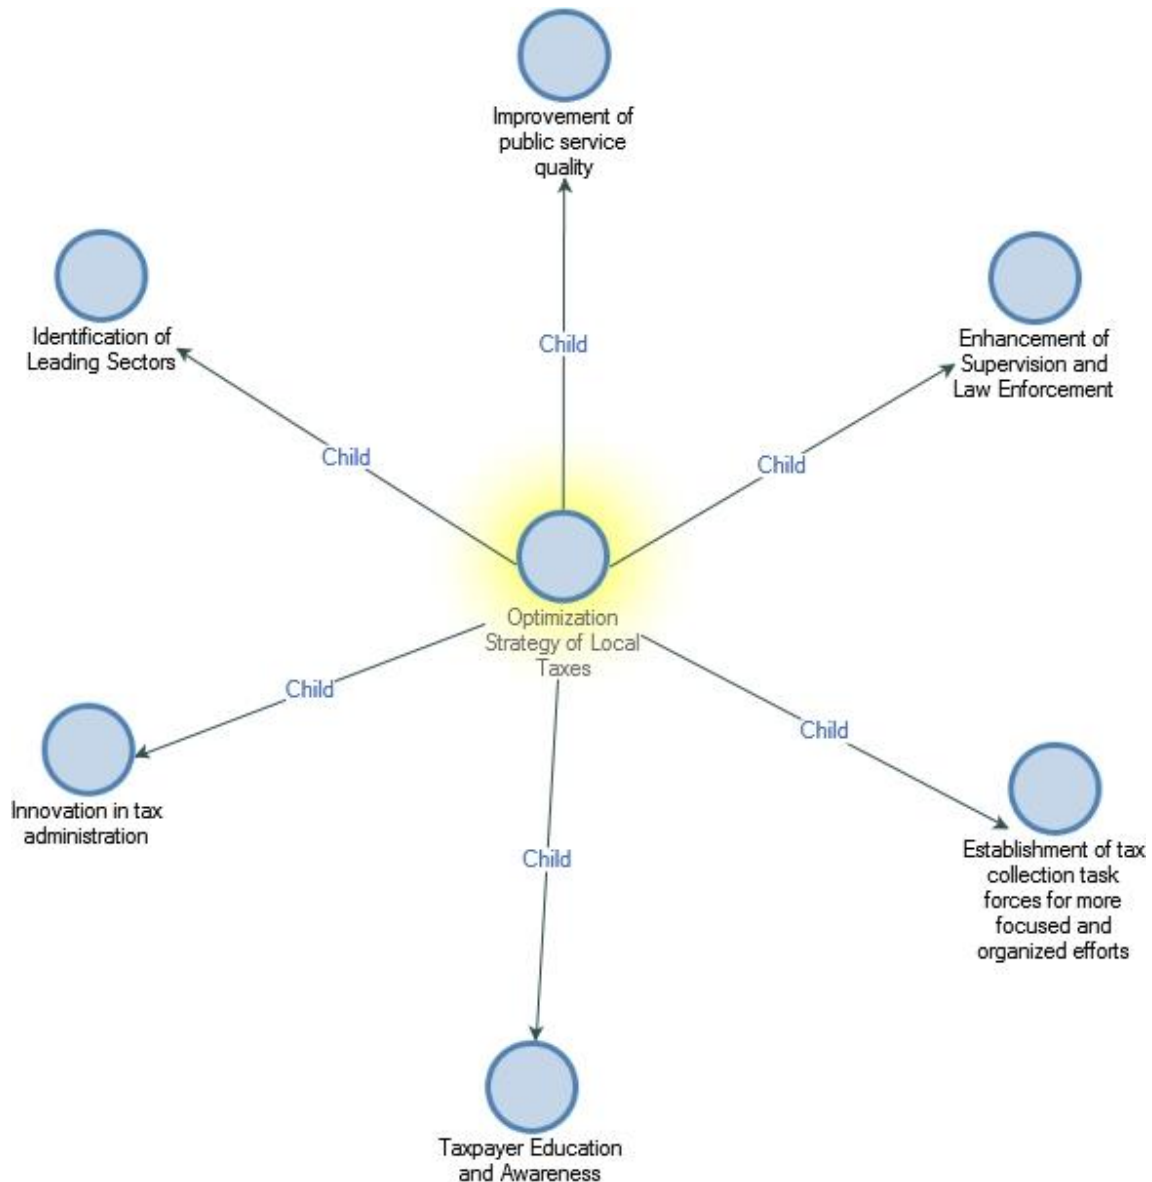 Improvement of
public service
quality
Identification of
Leading Sectors
Enhancement of
Supervision and
Law Enforcement
Child
Child
Child
Optimization
Strategy of Local
Taxes
Child
Child
Child
Innovation in tax
administration
Establishment of tax
collection task
forces for more
focused and
organized efforts
Taxpayer Education
and Awareness